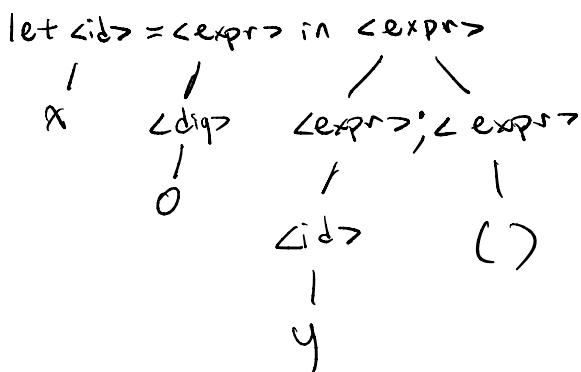 let <id> = <expr> in <expr>
x <dig> <expr> ; <expr>
0 <id> ()
y